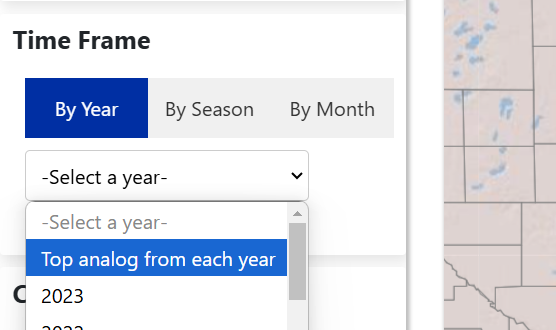 Time Frame
By Year By Season By Month
-Select a year-
-Select a year-
Top analog from each year
2023